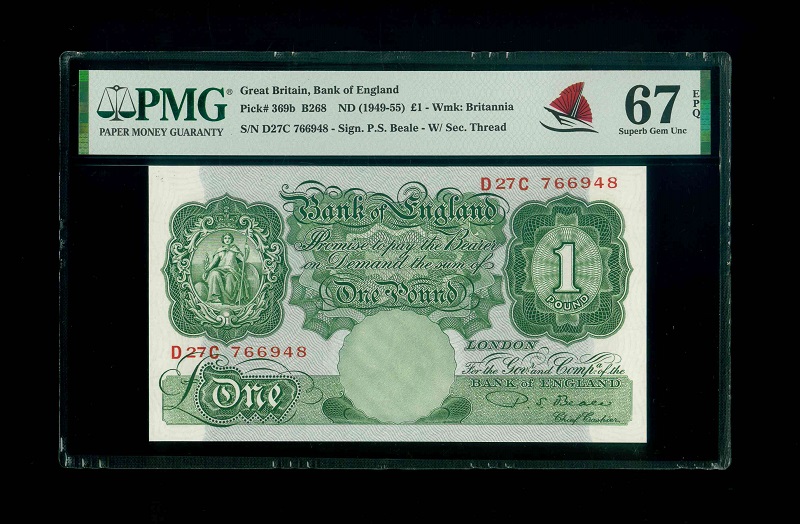 PMG®
PAPER MONEY GUARANTY
Great Britain, Bank of England
Pick# 369b B268 ND (1949-55) £1 - Wmk: Britannia
S/N D27C 766948 - Sign. P.S. Beale - W/ Sec. Thread
67 EPQ
Superb Gem Unc
D27C 766948
Bank of England
Promise to pay the Bearer
on Demand the sum of
One Pound
1
POUND
D27C 766948
LONDON
For the Govr. and Compa. of the
BANK OF ENGLAND
£ One
P. S. Beale
Chief Cashier.